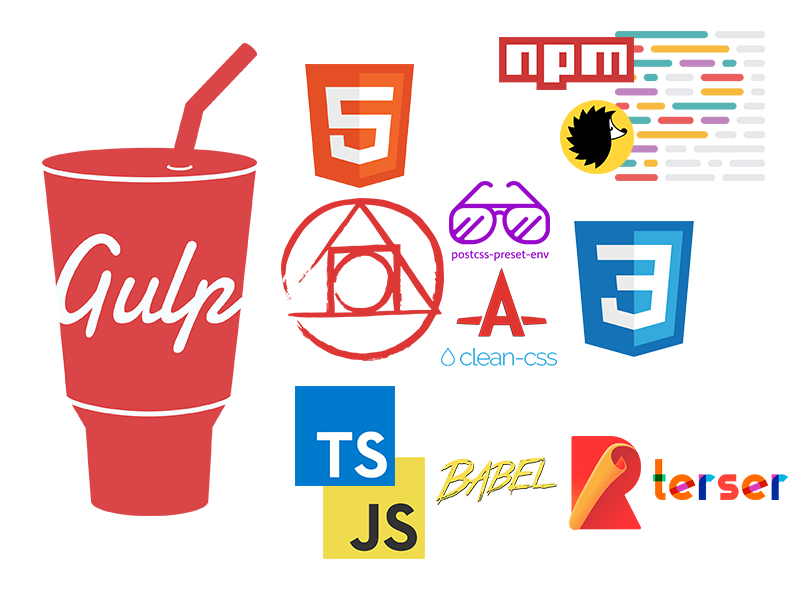 npm
5
Gulp
postcss-preset-env
3
A
clean-css
TS
JS
BABEL
R
terser